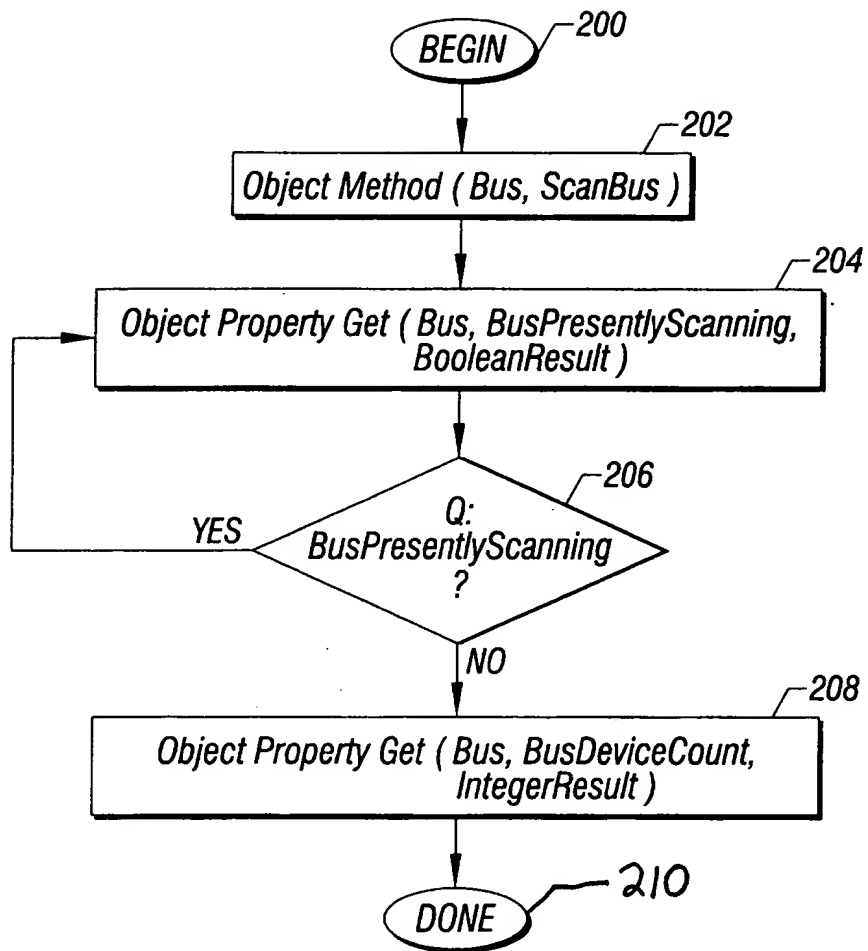 BEGIN
200
202
Object Method ( Bus, ScanBus )
204
Object Property Get ( Bus, BusPresentlyScanning,
BooleanResult )
206
Q:
BusPresentlyScanning
?
YES
NO
208
Object Property Get ( Bus, BusDeviceCount,
IntegerResult )
DONE
210